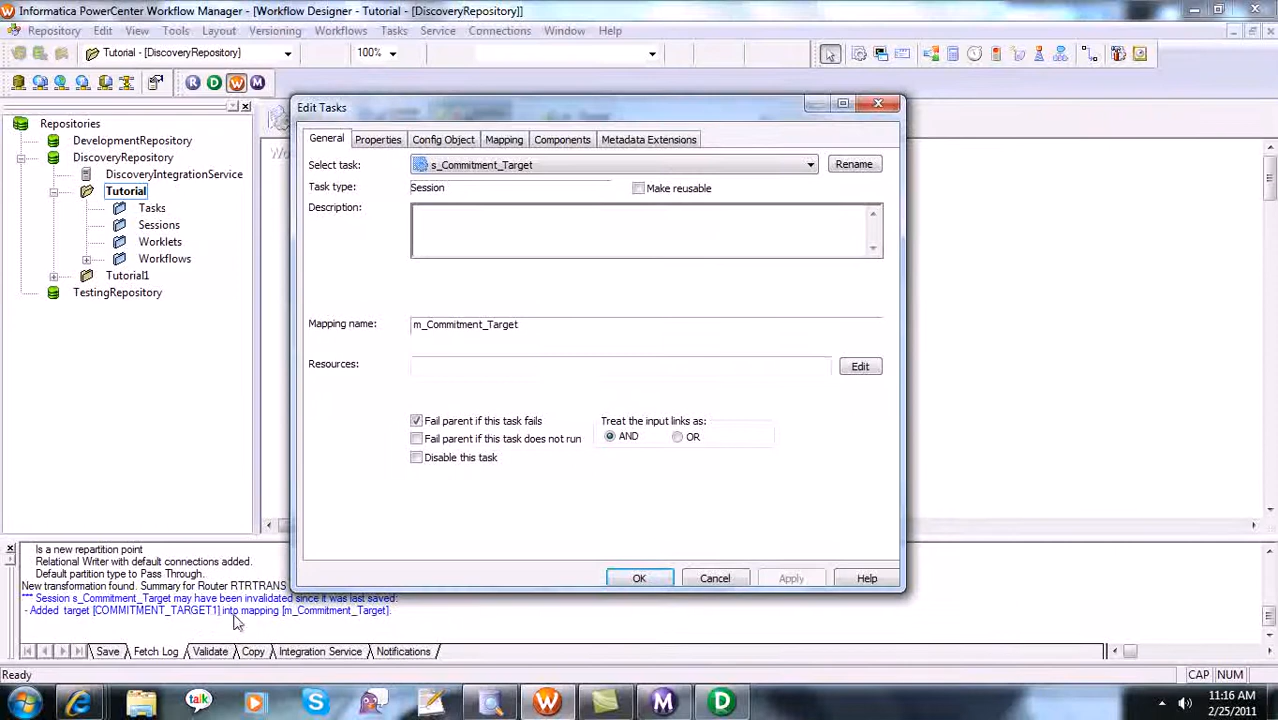 Informatica PowerCenter Workflow Manager - [Workflow Designer - Tutorial - [DiscoveryRepository]]
Repository Edit View Tools Layout Versioning Workflows Tasks Service Connections Window Help
Tutorial - [DiscoveryRepository] 100%
R D W M
Repositories
DevelopmentRepository
DiscoveryRepository
DiscoveryIntegrationService
Tutorial
Tasks
Sessions
Worklets
Workflows
Tutorial1
TestingRepository
Edit Tasks
General Properties Config Object Mapping Components Metadata Extensions
Select task: s_Commitment_Target Rename
Task type: Session Make reusable
Description:
Mapping name: m_Commitment_Target
Resources: Edit
Fail parent if this task fails Treat the input links as:
Fail parent if this task does not run AND OR
Disable this task
OK Cancel Apply Help
Is a new repartition point
Relational Writer with default connections added.
Default partition type to Pass Through.
New transformation found. Summary for Router RTRTRANS
*** Session s_Commitment_Target may have been invalidated since it was last saved:
- Added target [COMMITMENT_TARGET1] into mapping [m_Commitment_Target].
Save Fetch Log Validate Copy Integration Service Notifications
Ready CAP NUM
talk W M D
11:16 AM
2/25/2011